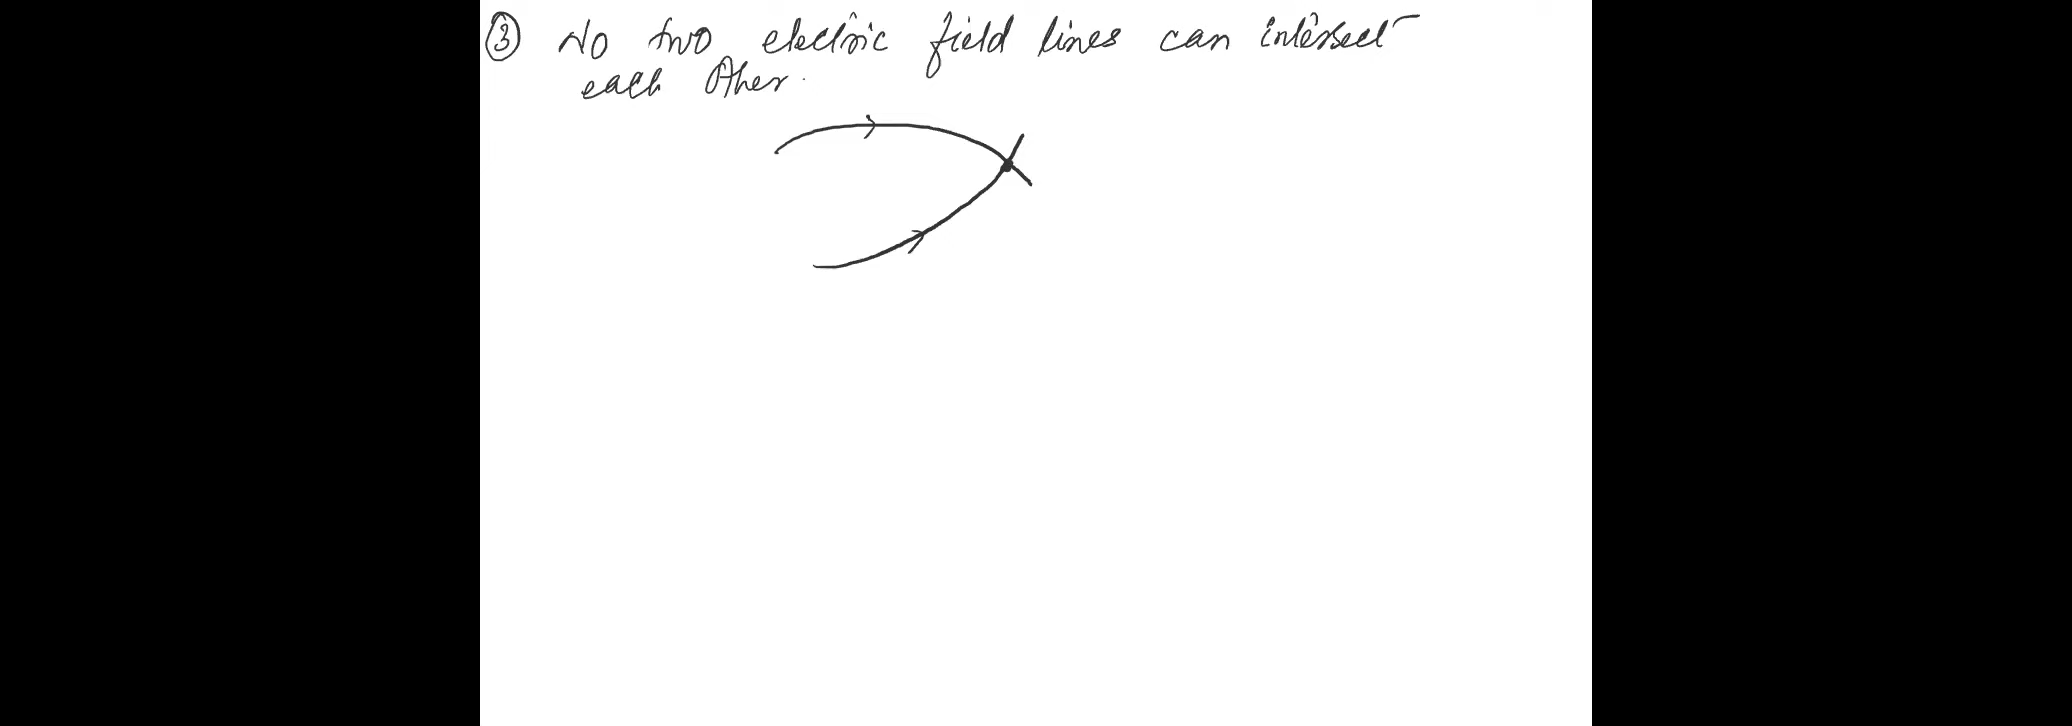 ③ No two electric field lines can intersect
each other.